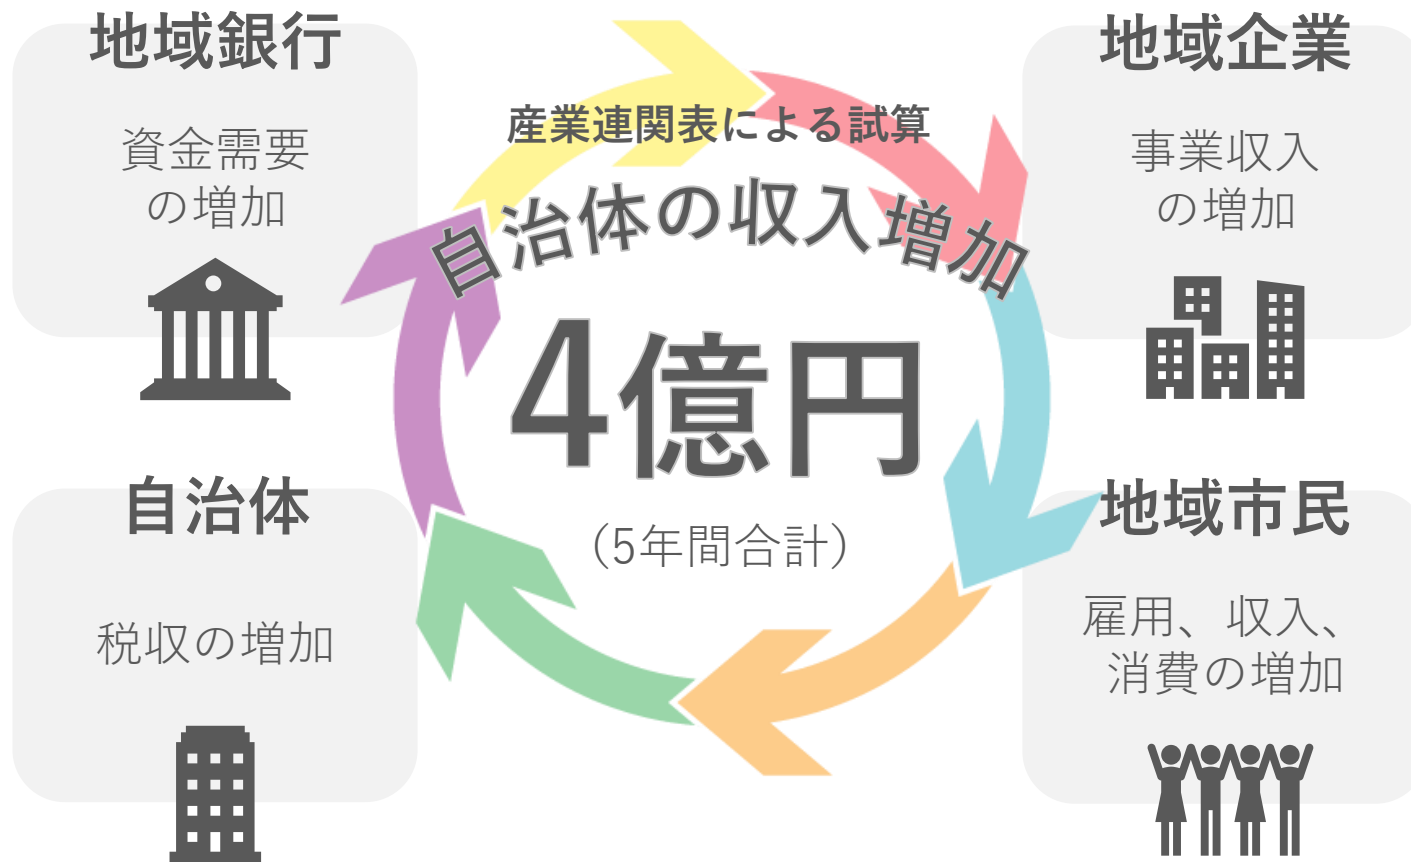 地域銀行
資金需要
の増加
産業連関表による試算
自治体の収入増加
4億円
（5年間合計）
地域企業
事業収入
の増加
自治体
税収の増加
地域市民
雇用、収入、
消費の増加